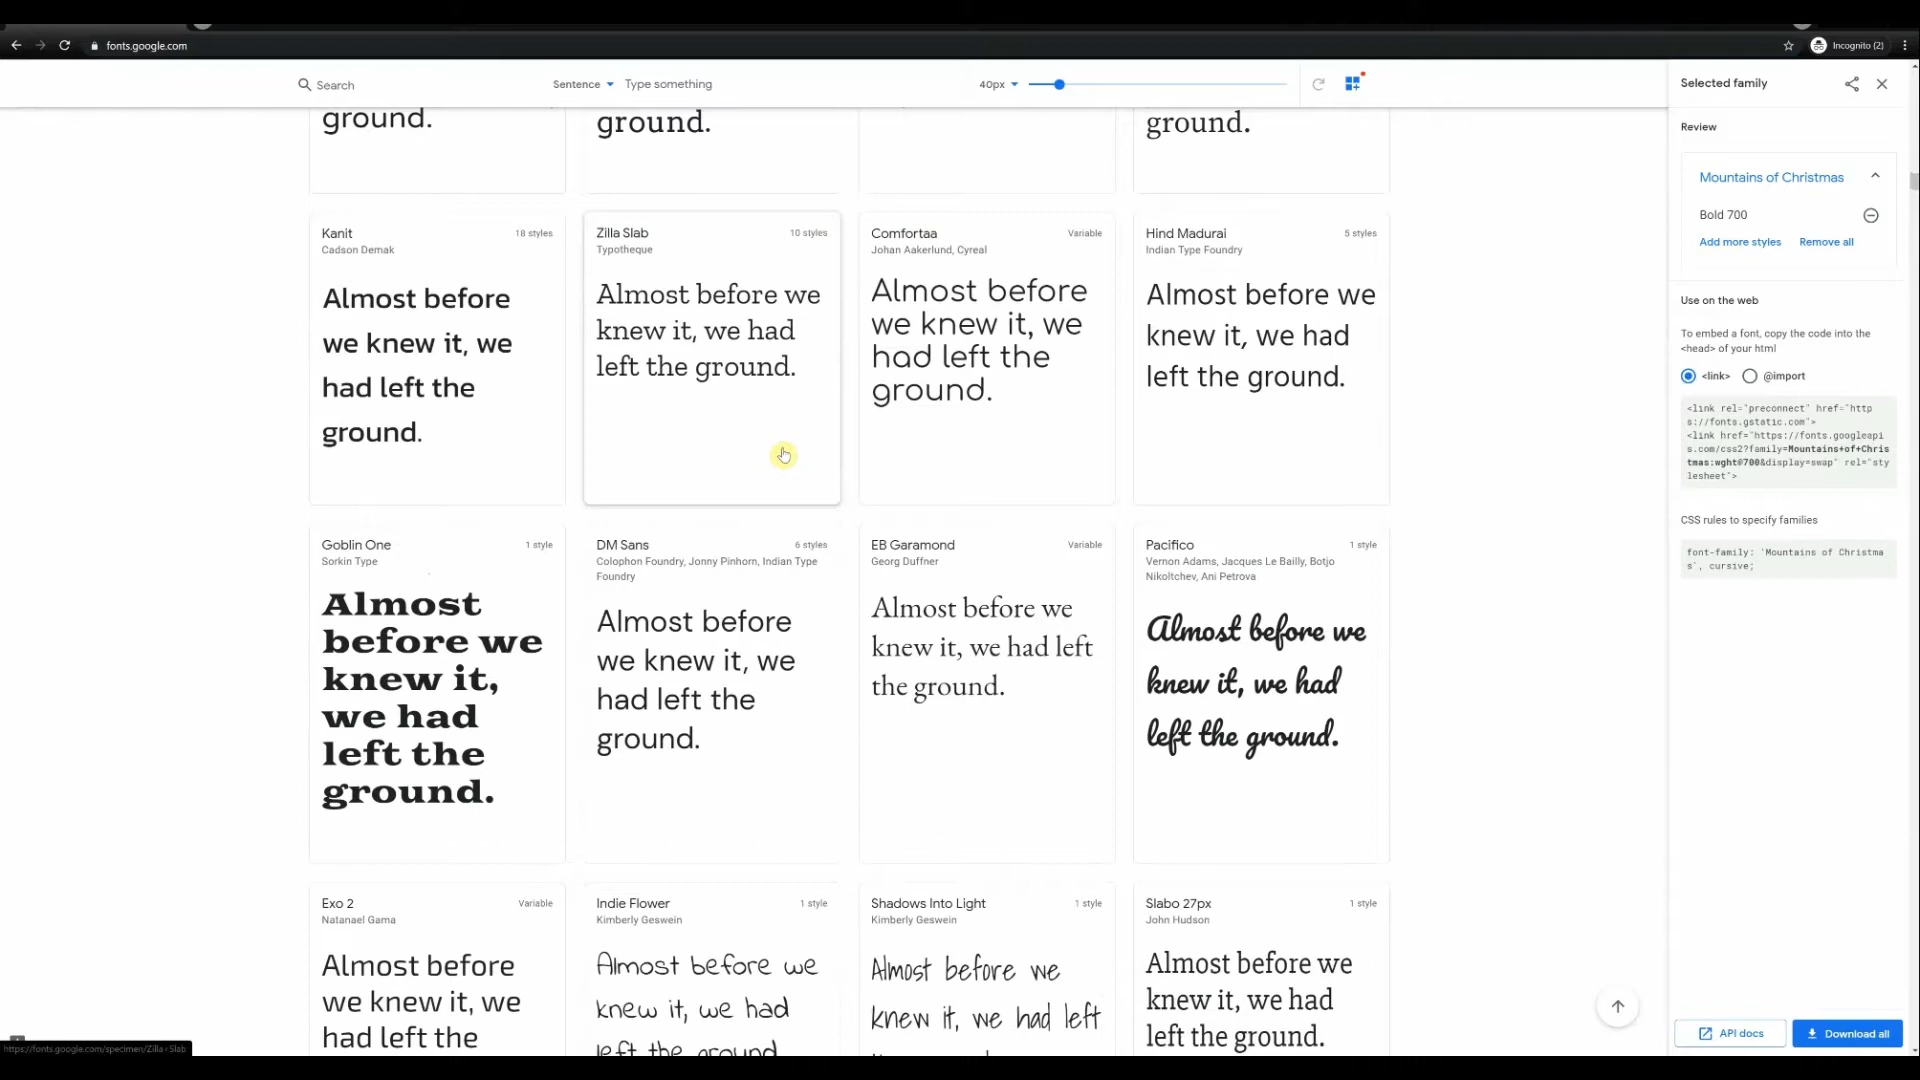 fonts.google.com
Incognito (2)
Search
Sentence
Type something
40px
ground.
ground.
ground.
Kanit
18 styles
Cadson Demak
Almost before
we knew it, we
had left the
ground.
Zilla Slab
10 styles
Typotheque
Almost before we
knew it, we had
left the ground.
Comfortaa
Variable
Johan Aakerlund, Cyreal
Almost before
we knew it, we
had left the
ground.
Hind Madurai
5 styles
Indian Type Foundry
Almost before we
knew it, we had
left the ground.
Goblin One
1 style
Sorkin Type
Almost
before we
knew it,
we had
left the
ground.
DM Sans
6 styles
Colophon Foundry, Jonny Pinhorn, Indian Type
Foundry
Almost before
we knew it, we
had left the
ground.
EB Garamond
Variable
Georg Duffner
Almost before we
knew it, we had left
the ground.
Pacifico
1 style
Vernon Adams, Jacques Le Bailly, Botjo
Nikoltchev, Ani Petrova
Almost before we
knew it, we had
left the ground.
Exo 2
Variable
Natanael Gama
Almost before
we knew it, we
had left the
Indie Flower
1 style
Kimberly Geswein
Almost before we
knew it, we had
left the ground
Shadows Into Light
1 style
Kimberly Geswein
Almost before we
knew it, we had left
Slabo 27px
1 style
John Hudson
Almost before we
knew it, we had
left the ground.
Selected family
Review
Mountains of Christmas
Bold 700
Add more styles
Remove all
Use on the web
To embed a font, copy the code into the
<head> of your html
<link>
@import
<link rel="preconnect" href="http
s://fonts.gstatic.com">
<link href="https://fonts.googleapi
s.com/css2?family=Mountains+of+Chris
tmas:wght@700&display=swap" rel="sty
lesheet">
CSS rules to specify families
font-family: 'Mountains of Christma
s', cursive;
API docs
Download all
https://fonts.google.com/specimen/Zilla+Slab